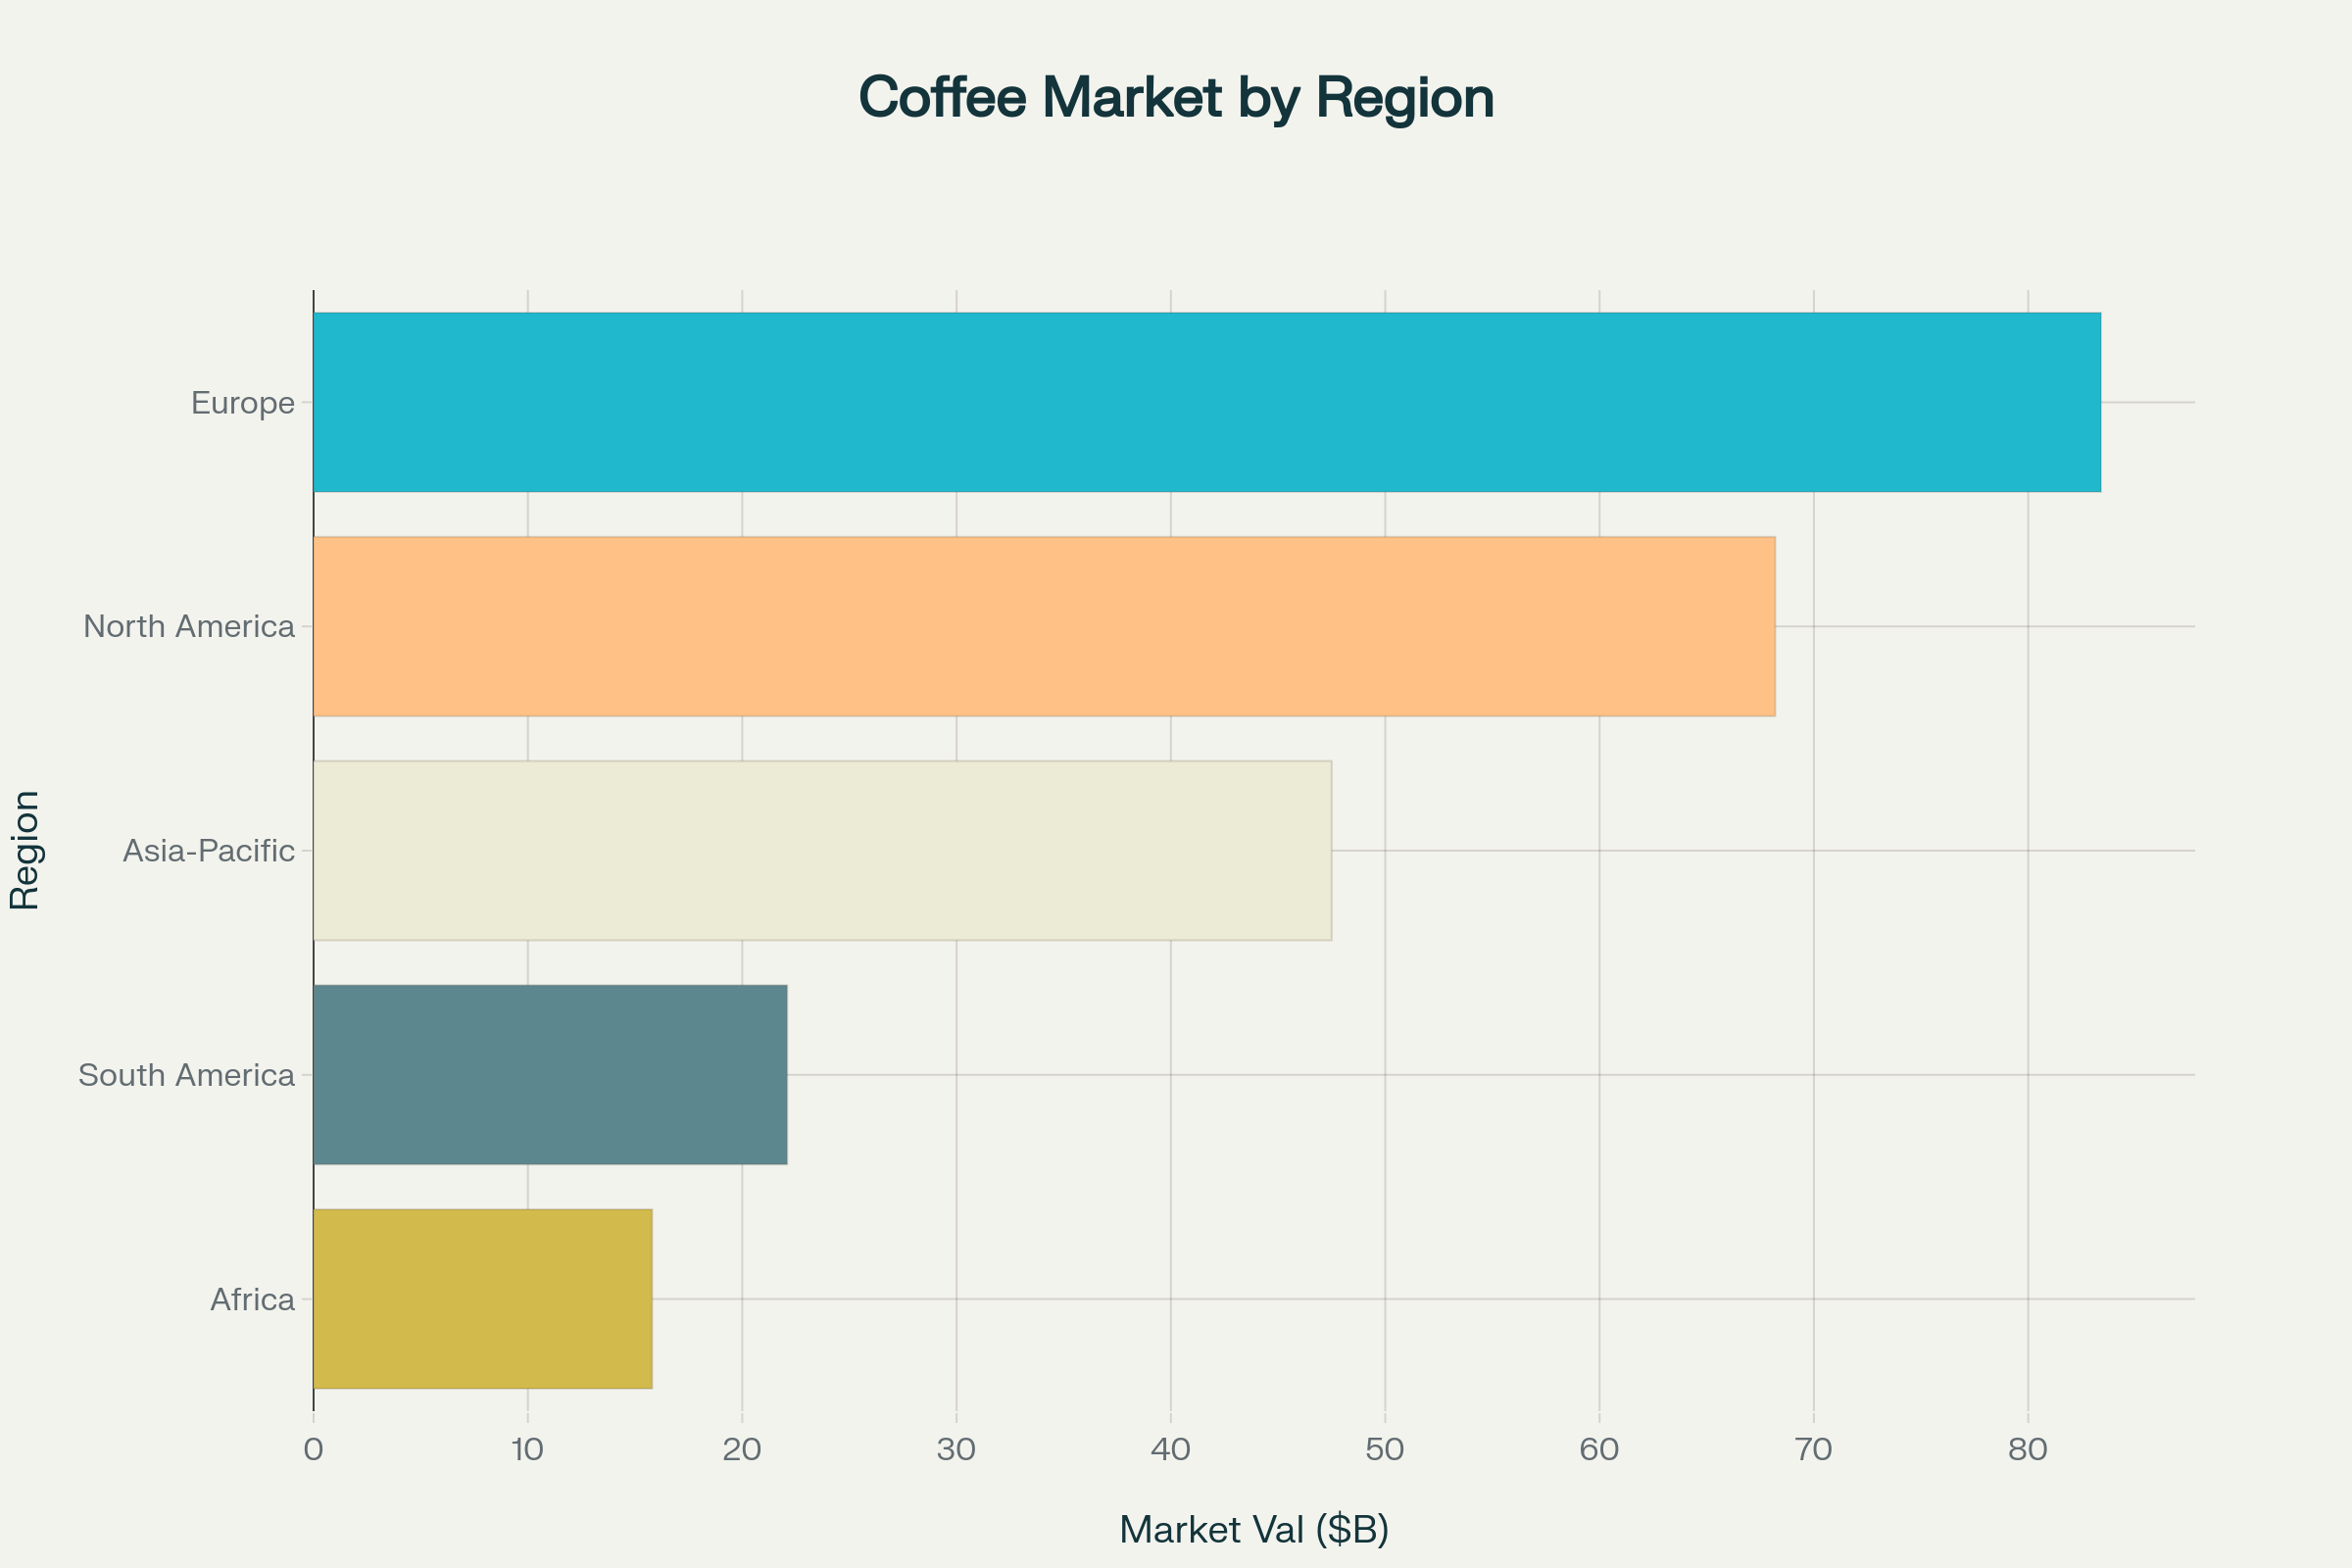 Coffee Market by Region
Region
Europe
North America
Asia-Pacific
South America
Africa
0 10 20 30 40 50 60 70 80
Market Val ($B)